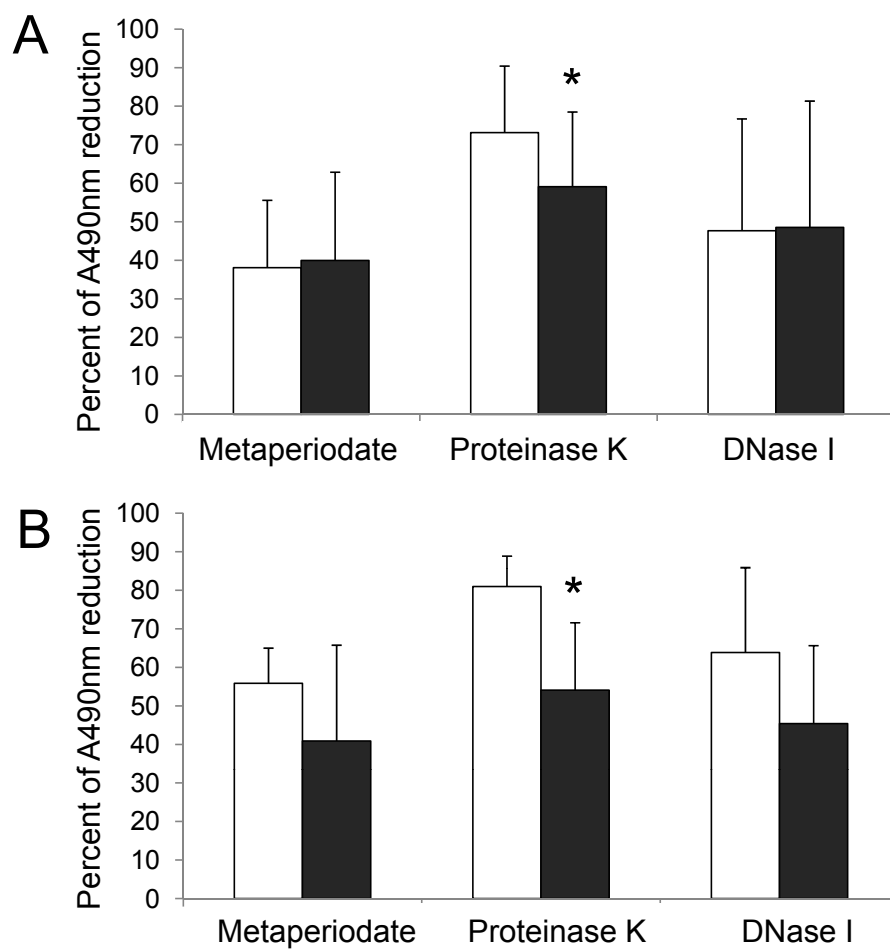 A
Percent of A490nm reduction
100
90
80
70
60
50
40
30
20
10
0
*
Metaperiodate
Proteinase K
DNase I
B
Percent of A490nm reduction
100
90
80
70
60
50
40
30
20
10
0
*
Metaperiodate
Proteinase K
DNase I